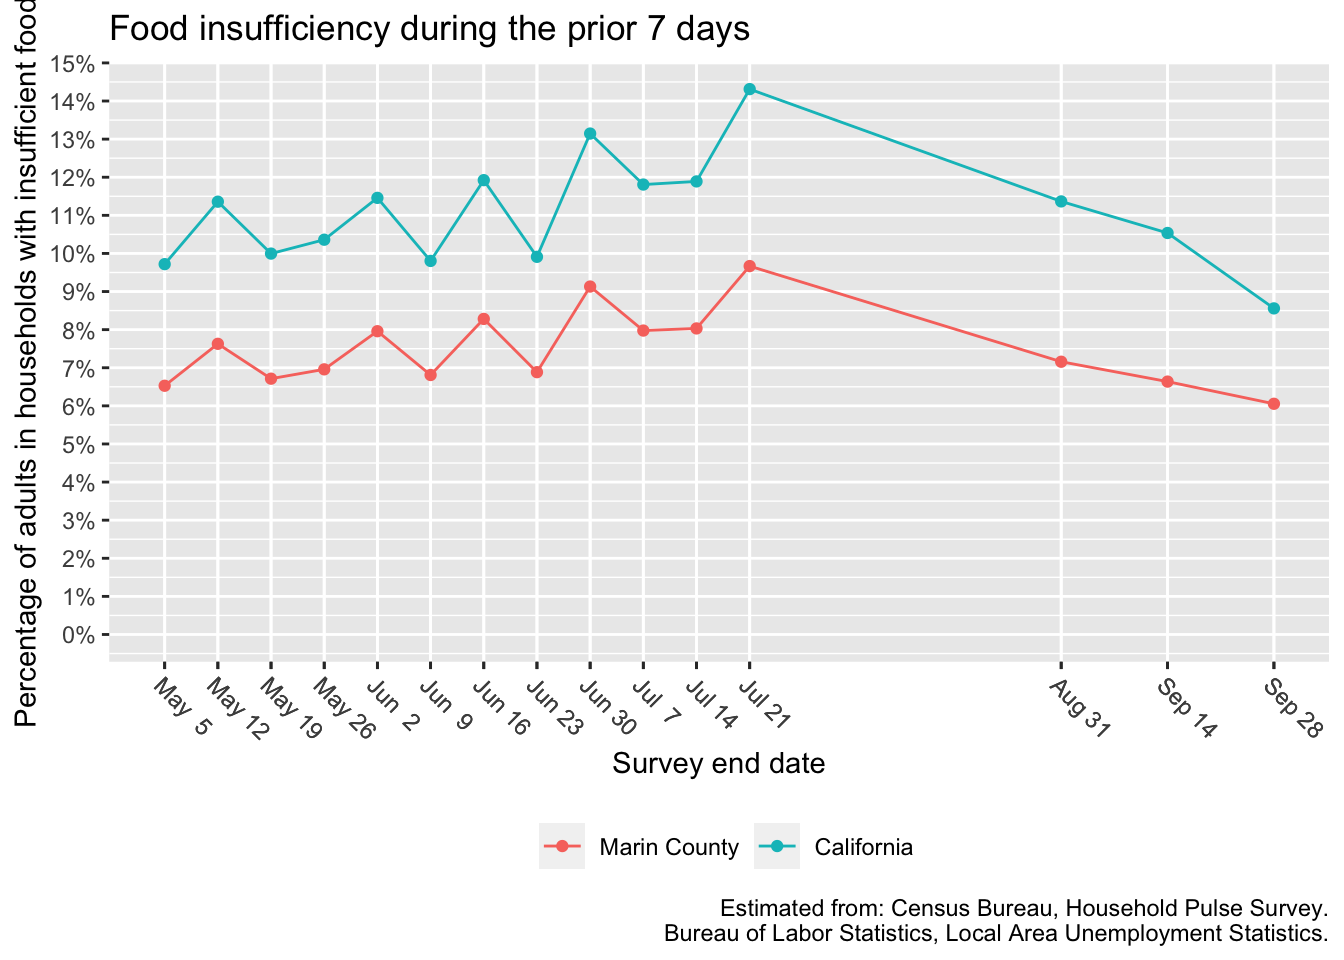 Food insufficiency during the prior 7 days
Percentage of adults in households with insufficient food
15%
14%
13%
12%
11%
10%
9%
8%
7%
6%
5%
4%
3%
2%
1%
0%
May 5
May 12
May 19
May 26
Jun 2
Jun 9
Jun 16
Jun 23
Jun 30
Jul 7
Jul 14
Jul 21
Aug 31
Sep 14
Sep 28
Survey end date
Marin County
California
Estimated from: Census Bureau, Household Pulse Survey.
Bureau of Labor Statistics, Local Area Unemployment Statistics.